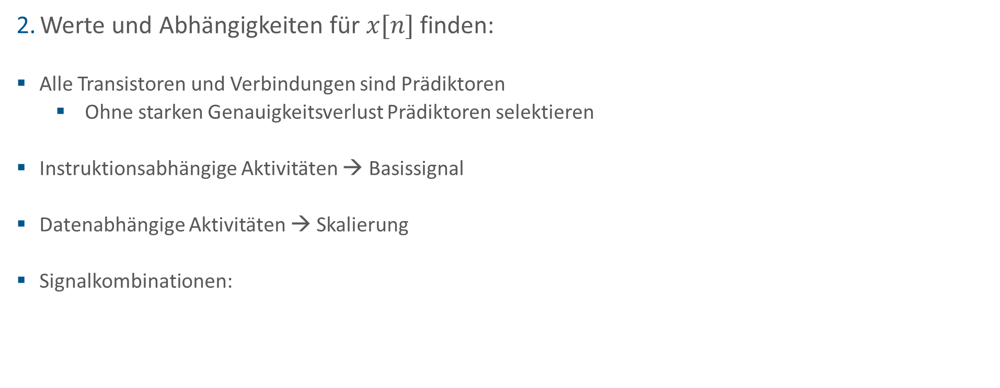 2. Werte und Abhängigkeiten für x[n] finden:
▪ Alle Transistoren und Verbindungen sind Prädiktoren
▪ Ohne starken Genauigkeitsverlust Prädiktoren selektieren
▪ Instruktionsabhängige Aktivitäten → Basissignal
▪ Datenabhängige Aktivitäten → Skalierung
▪ Signalkombinationen: